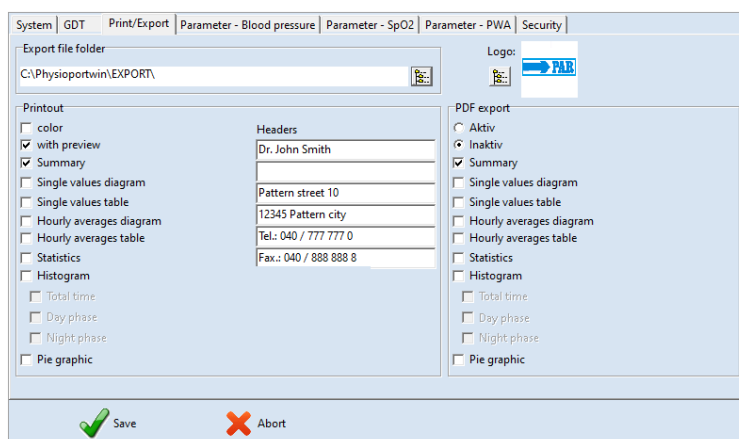 System GDT Print/Export Parameter - Blood pressure Parameter - SpO2 Parameter - PWA Security
Export file folder
C:\Physioportwin\EXPORT\
Logo:
PAR
Printout
color
with preview
Summary
Single values diagram
Single values table
Hourly averages diagram
Hourly averages table
Statistics
Histogram
Total time
Day phase
Night phase
Pie graphic
Headers
Dr. John Smith
Pattern street 10
12345 Pattern city
Tel.: 040 / 777 777 0
Fax.: 040 / 888 888 8
PDF export
Aktiv
Inaktiv
Summary
Single values diagram
Single values table
Hourly averages diagram
Hourly averages table
Statistics
Histogram
Total time
Day phase
Night phase
Pie graphic
Save
Abort